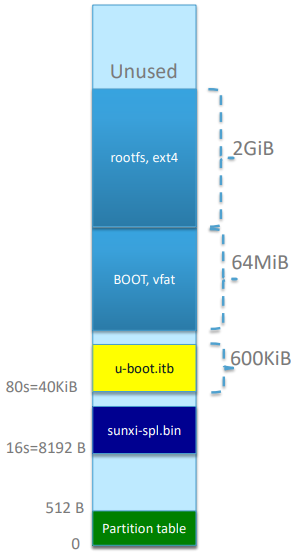 Unused
rootfs, ext4
2GiB
BOOT, vfat
64MiB
u-boot.itb
600KiB
80s=40KiB
sunxi-spl.bin
16s=8192 B
512 B
Partition table
0